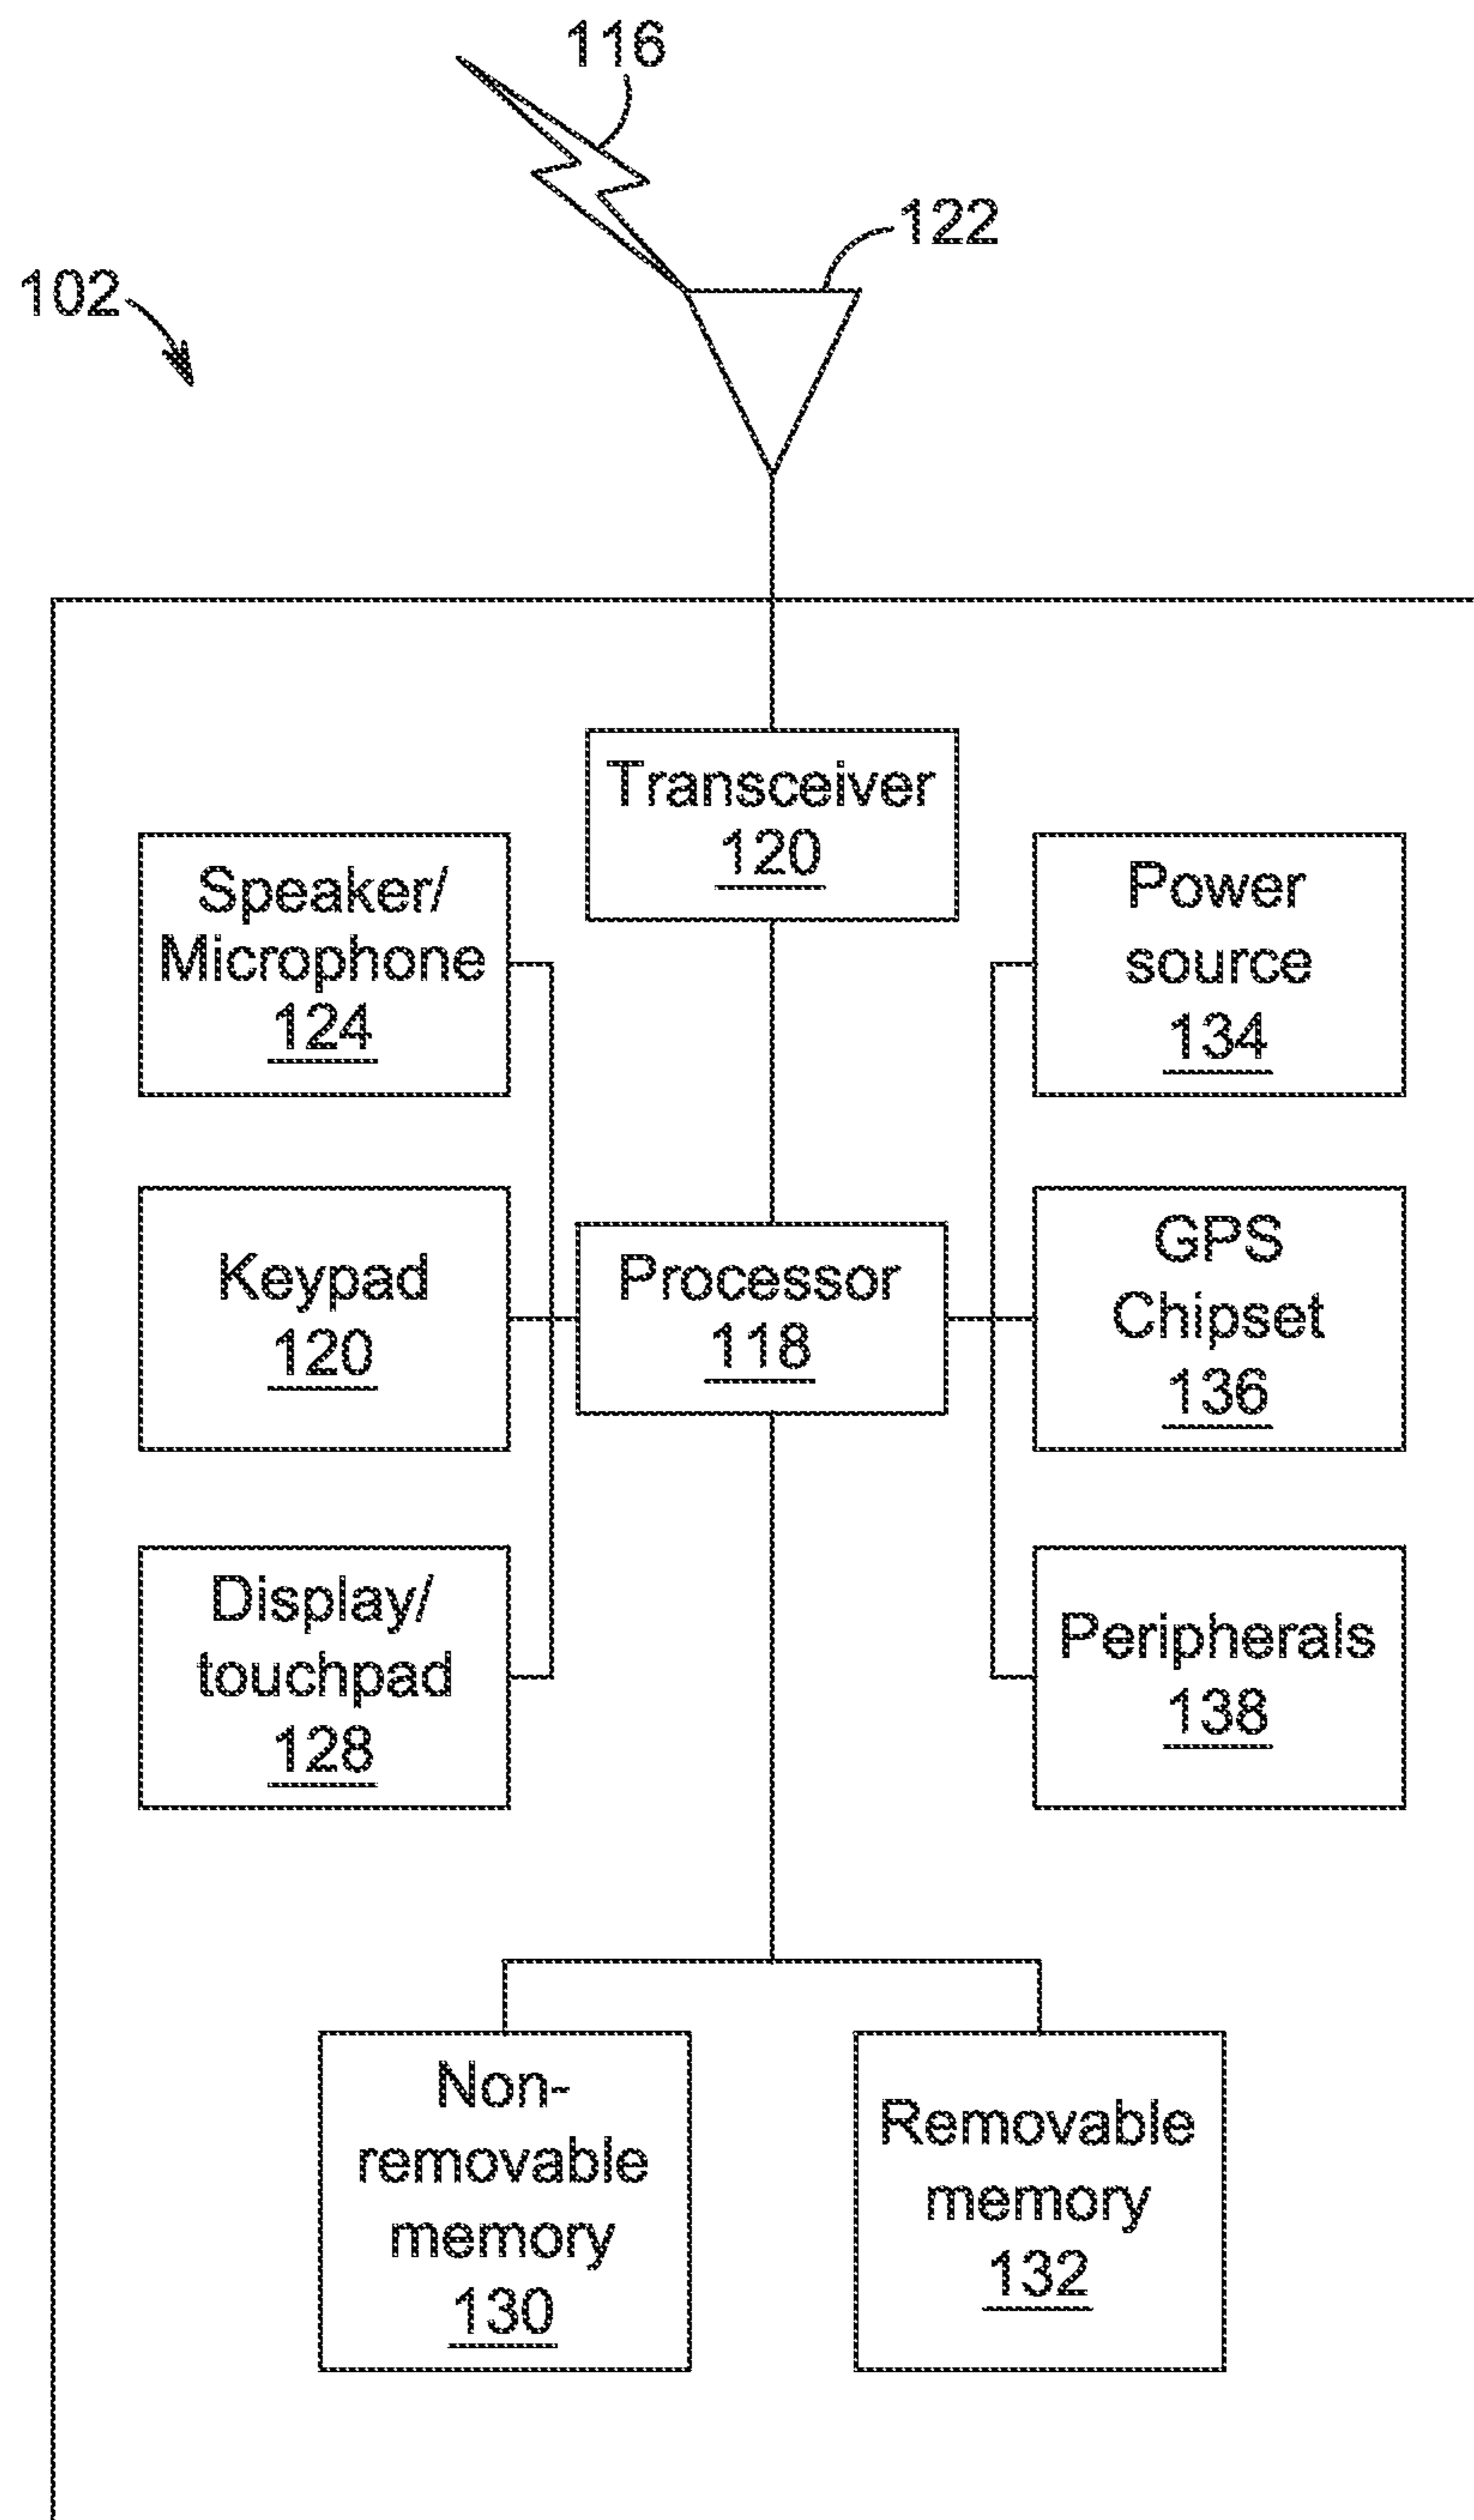 116
122
102
Transceiver
120
Speaker/
Microphone
124
Power
source
134
Keypad
120
Processor
118
GPS
Chipset
136
Display/
touchpad
128
Peripherals
138
Non-
removable
memory
130
Removable
memory
132